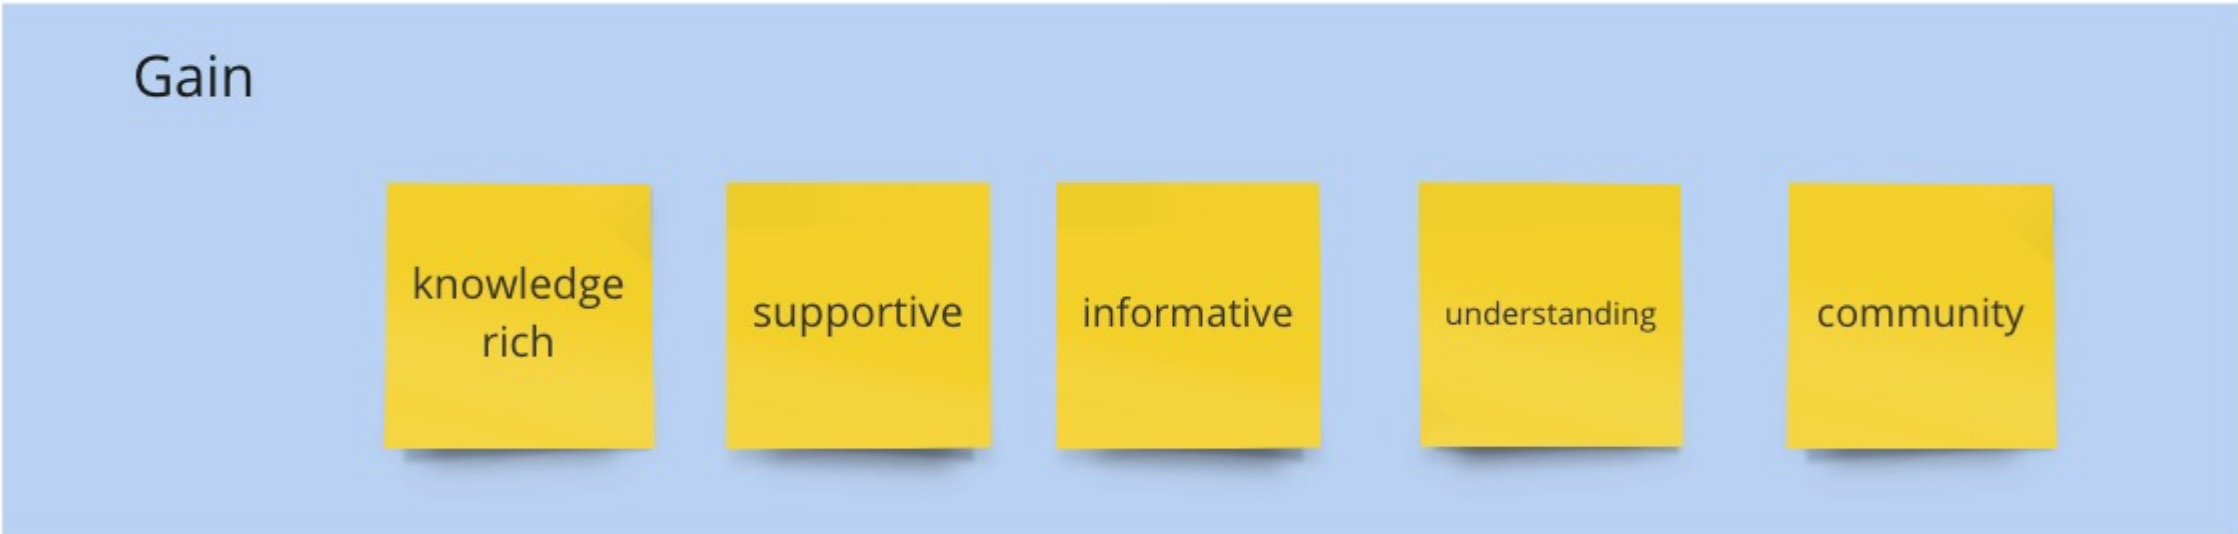 Gain
knowledge
rich
supportive
informative
understanding
community